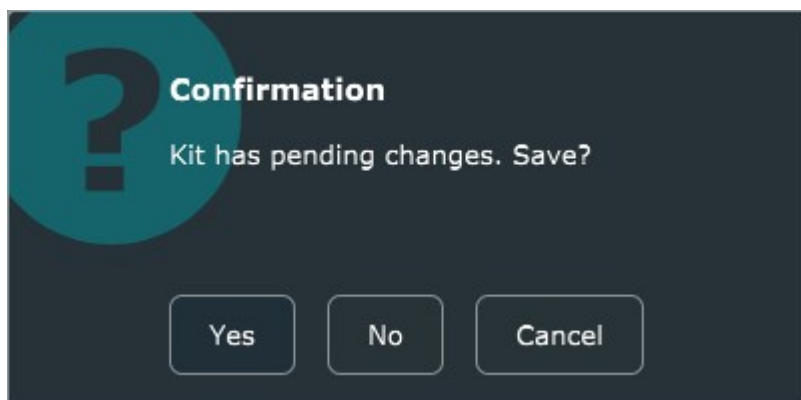 ?
Confirmation
Kit has pending changes. Save?
Yes No Cancel